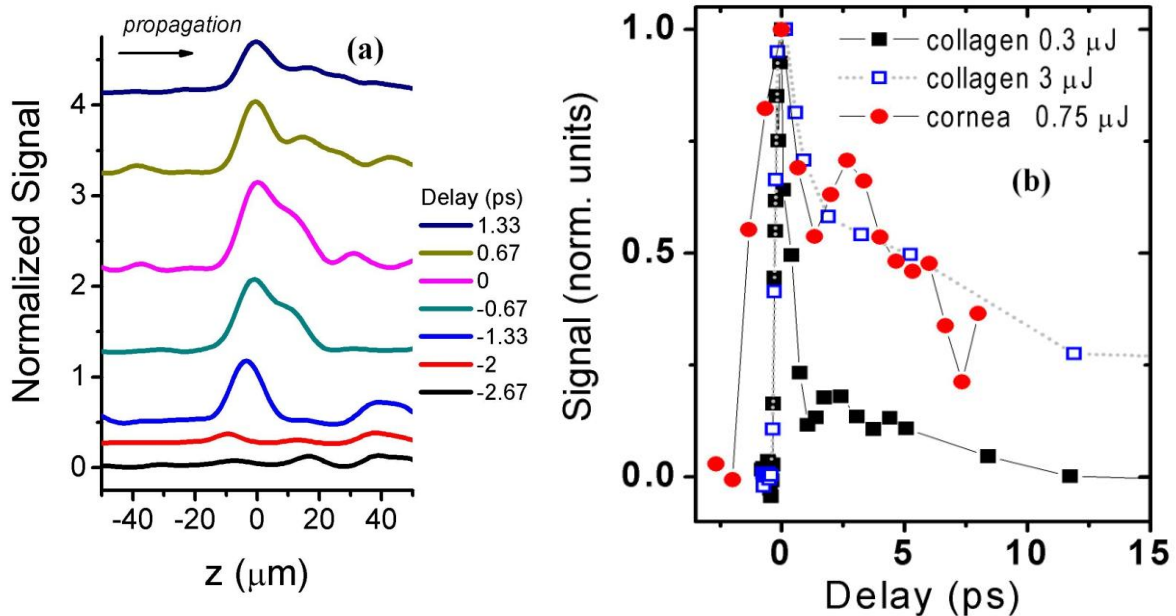 propagation
(a)
Normalized Signal
4
3
2
1
0
-40 -20 0 20 40
z (μm)
Delay (ps)
1.33
0.67
0
-0.67
-1.33
-2
-2.67
(b)
collagen 0.3 μJ
collagen 3 μJ
cornea 0.75 μJ
Signal (norm. units)
1.0
0.5
0.0
0 5 10 15
Delay (ps)